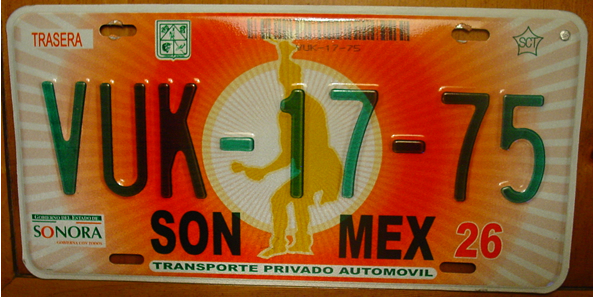 TRASERA
VUK-17-75
SCT
VUK-17-75
GOBIERNO DEL ESTADO DE
SONORA
SON MEX 26
TRANSPORTE PRIVADO AUTOMOVIL